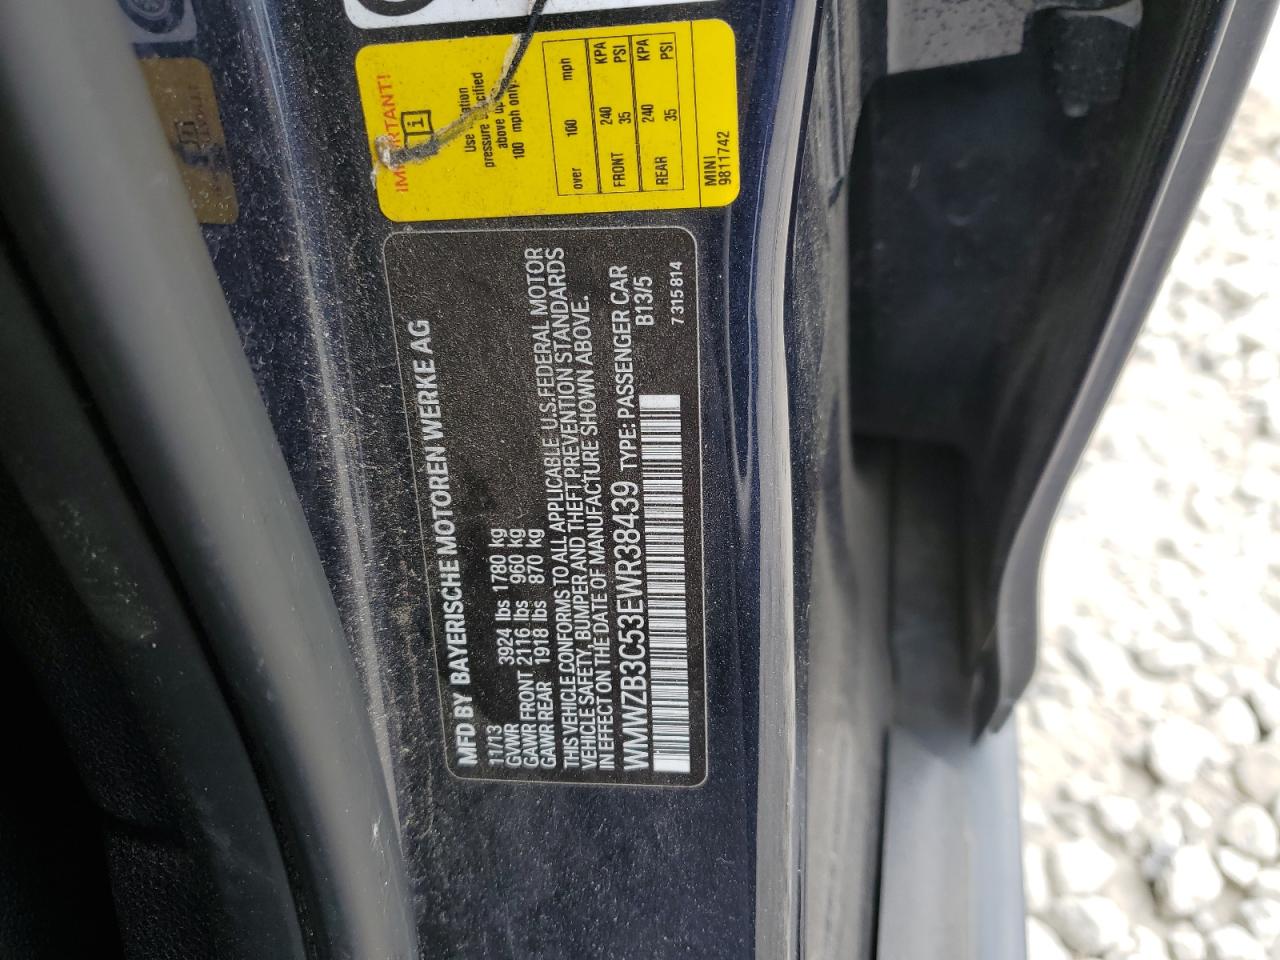 MFD BY BAYERISCHE MOTOREN WERKE AG
11/13
GVWR 3924 lbs 1780 kg
GAWR FRONT 2116 lbs 960 kg
GAWR REAR 1918 lbs 870 kg
THIS VEHICLE CONFORMS TO ALL APPLICABLE U.S. FEDERAL MOTOR
VEHICLE SAFETY, BUMPER AND THEFT PREVENTION STANDARDS
IN EFFECT ON THE DATE OF MANUFACTURE SHOWN ABOVE.
WMWZB3C53EWR38439 TYPE: PASSENGER CAR
B13/5
7 315 814
Use
pressure specified
above
100 mph only.
over 100 mph
FRONT 240 KPA
35 PSI
REAR 240 KPA
35 PSI
MINI
9811742